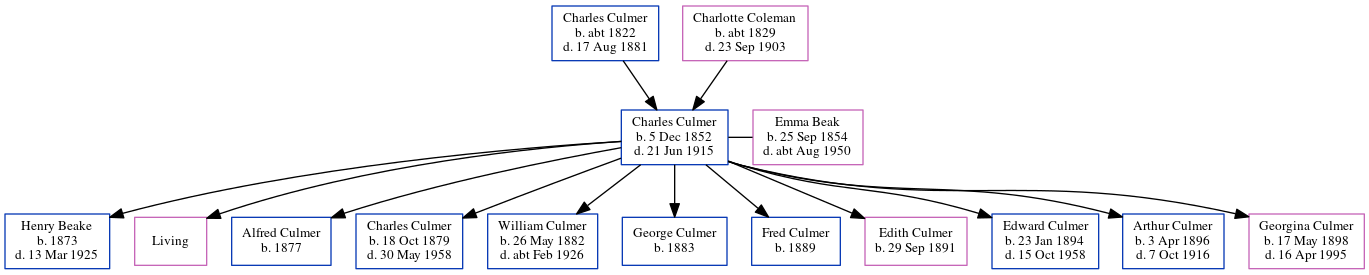 Charles Culmer
b. abt 1822
d. 17 Aug 1881
Charlotte Coleman
b. abt 1829
d. 23 Sep 1903
Charles Culmer
b. 5 Dec 1852
d. 21 Jun 1915
Emma Beak
b. 25 Sep 1854
d. abt Aug 1950
Henry Beake
b. 1873
d. 13 Mar 1925
Living
Alfred Culmer
b. 1877
Charles Culmer
b. 18 Oct 1879
d. 30 May 1958
William Culmer
b. 26 May 1882
d. abt Feb 1926
George Culmer
b. 1883
Fred Culmer
b. 1889
Edith Culmer
b. 29 Sep 1891
Edward Culmer
b. 23 Jan 1894
d. 15 Oct 1958
Arthur Culmer
b. 3 Apr 1896
d. 7 Oct 1916
Georgina Culmer
b. 17 May 1898
d. 16 Apr 1995